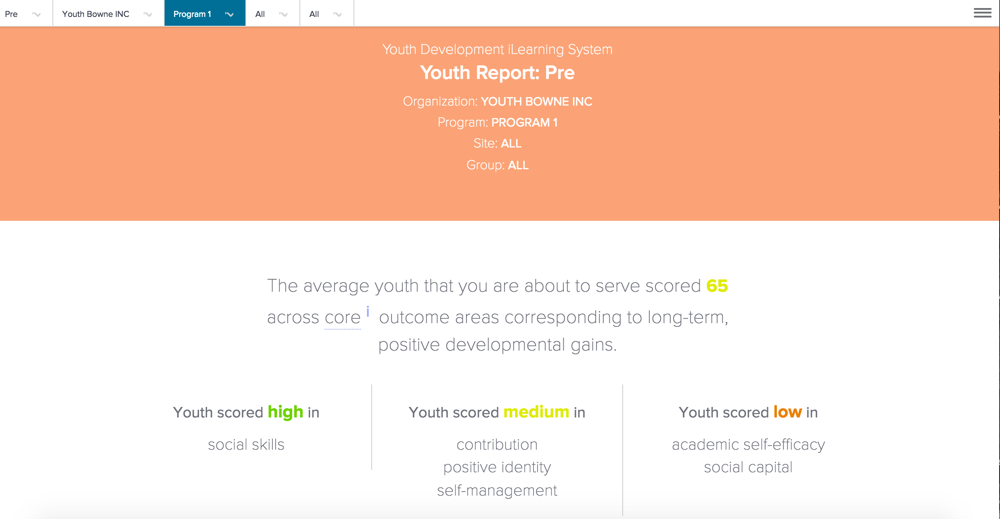 Pre
Youth Bowne INC
Program 1
All
All
Youth Development iLearning System
Youth Report: Pre
Organization: YOUTH BOWNE INC
Program: PROGRAM 1
Site: ALL
Group: ALL
The average youth that you are about to serve scored 65
across core i outcome areas corresponding to long-term,
positive developmental gains.
Youth scored high in
social skills
Youth scored medium in
contribution
positive identity
self-management
Youth scored low in
academic self-efficacy
social capital